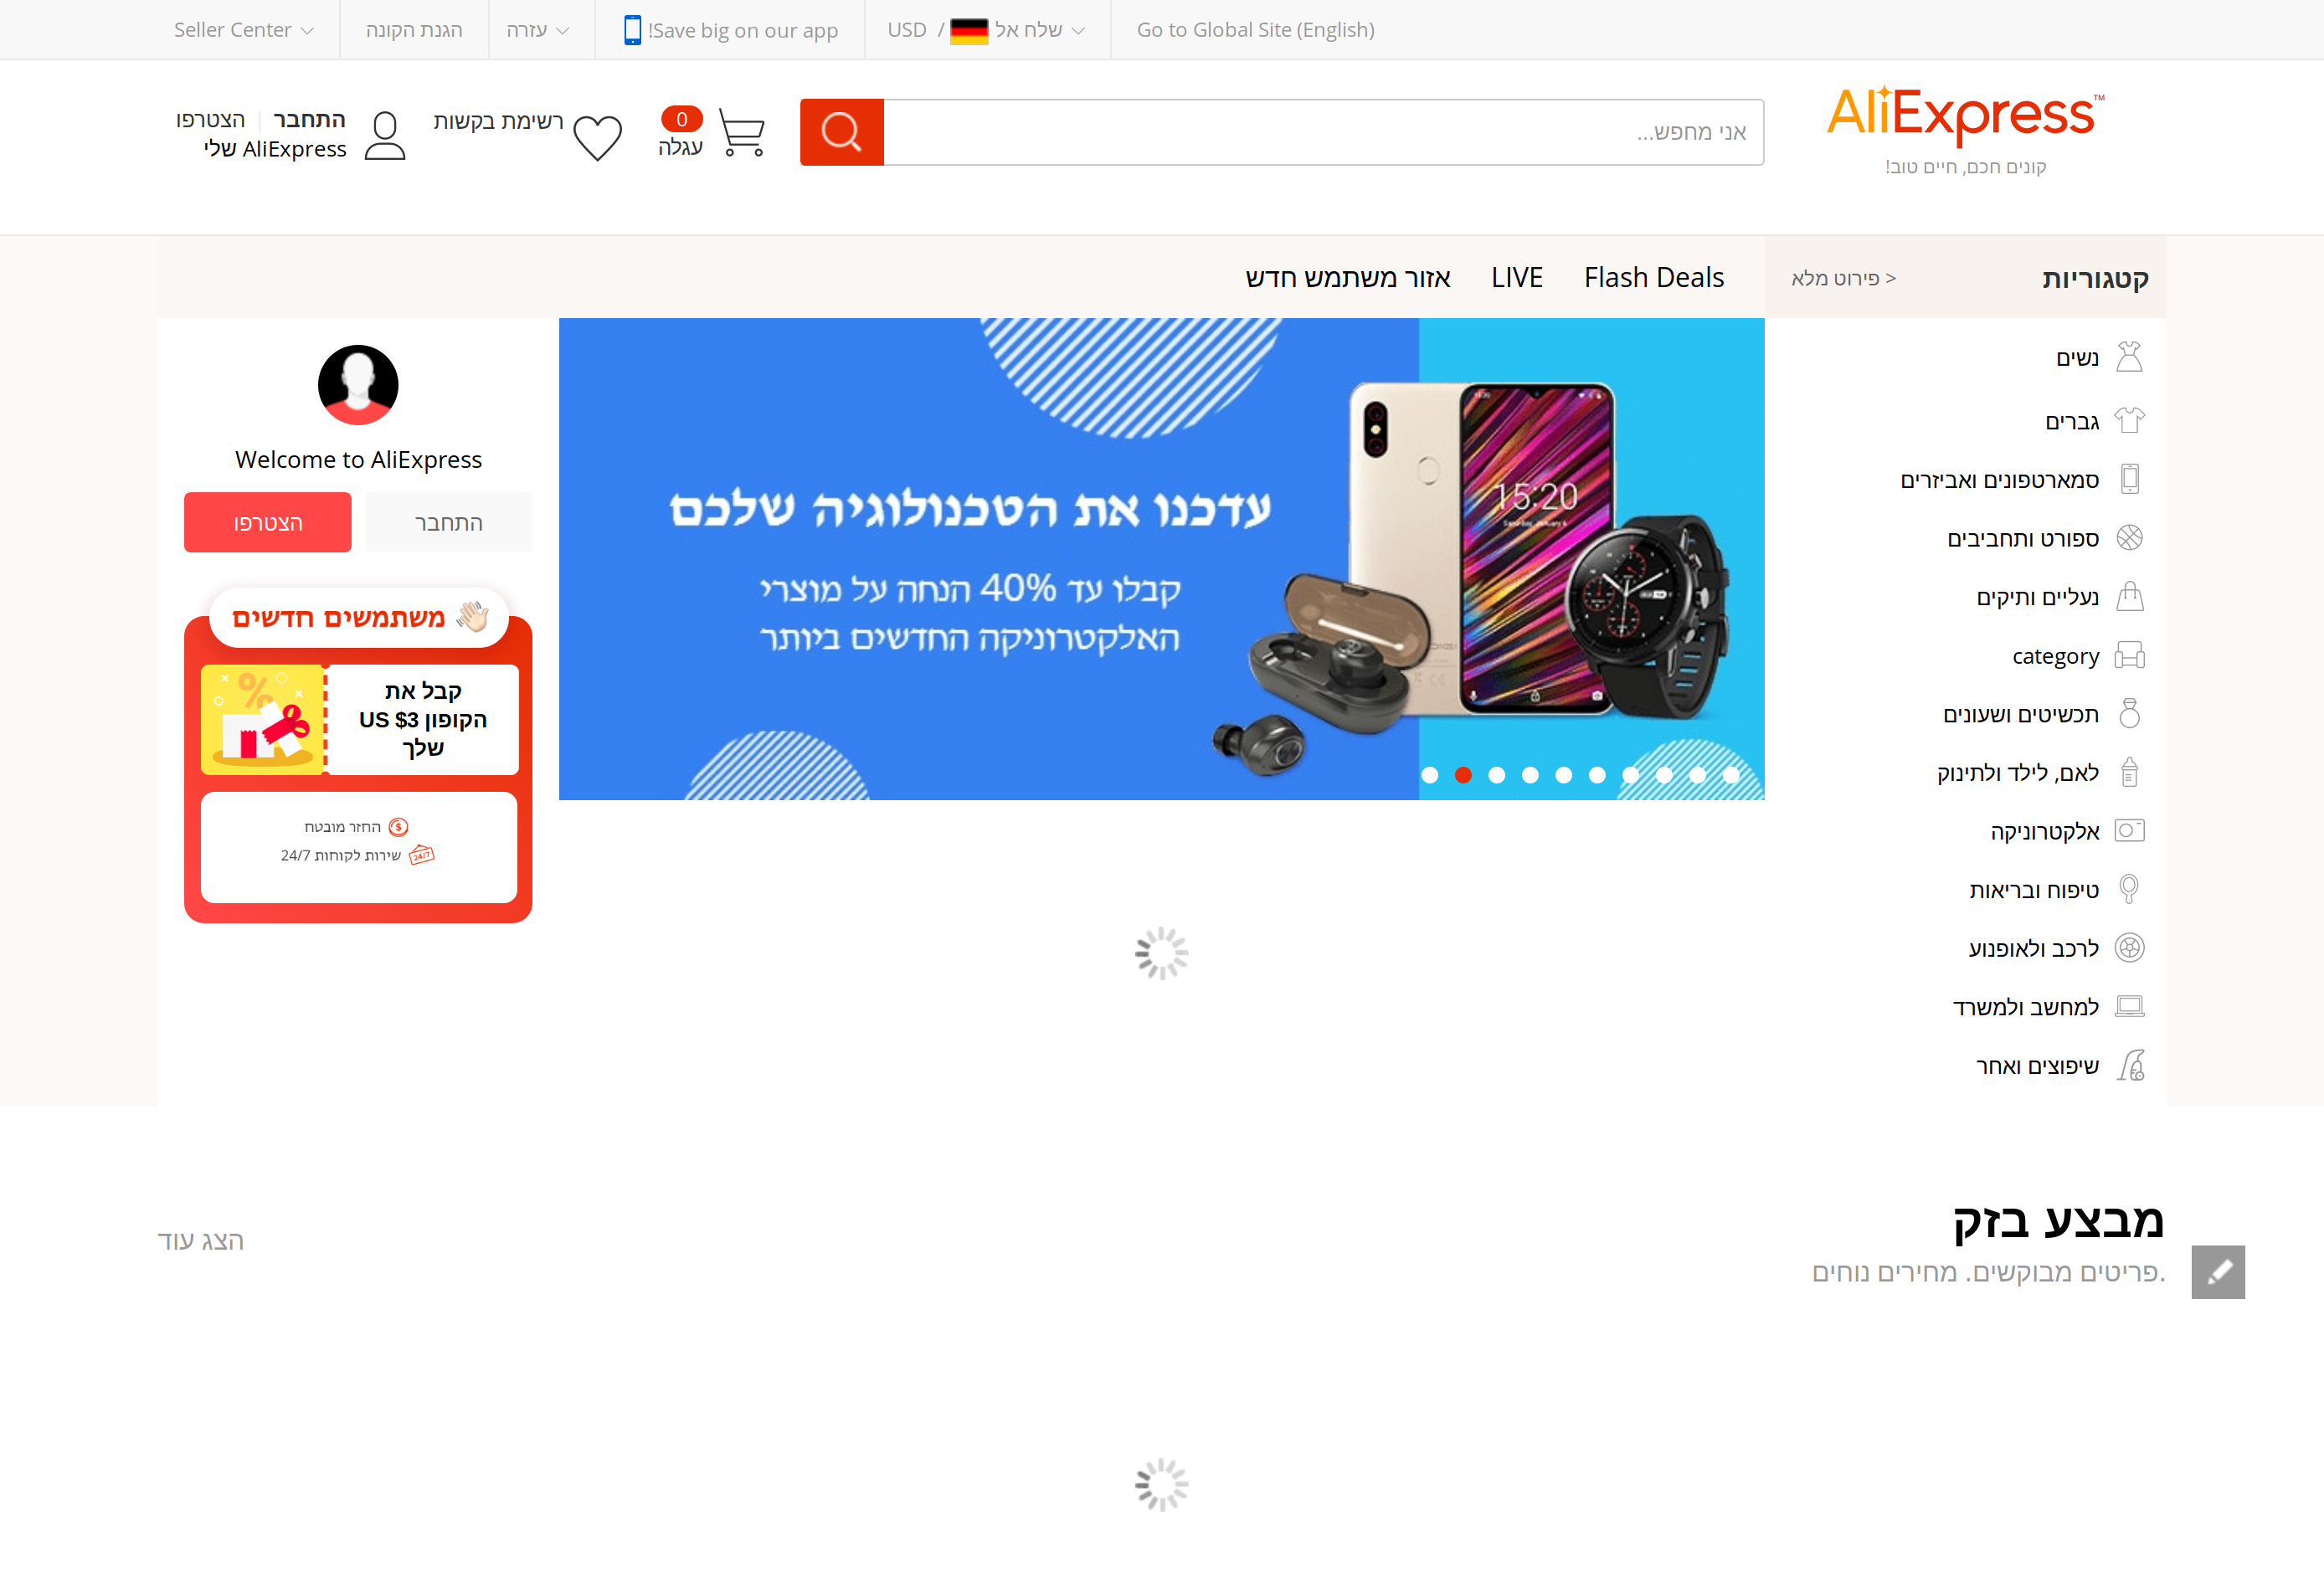 Seller Center
הגנת הקונה
עזרה
Save big on our app!
שלח אל / USD
Go to Global Site (English)
AliExpress™
קונים חכם, חיים טוב!
אני מחפש...
0
עגלה
רשימת בקשות
התחבר | הצטרפו
AliExpress שלי
קטגוריות
פירוט מלא >
Flash Deals
LIVE
אזור משתמש חדש
נשים
גברים
סמארטפונים ואביזרים
ספורט ותחביבים
נעליים ותיקים
category
תכשיטים ושעונים
לאם, לילד ולתינוק
אלקטרוניקה
טיפוח ובריאות
לרכב ולאופנוע
למחשב ולמשרד
שיפוצים ואחר
עדכנו את הטכנולוגיה שלכם
קבלו עד 40% הנחה על מוצרי
האלקטרוניקה החדשים ביותר
15:20
Welcome to AliExpress
התחבר
הצטרפו
משתמשים חדשים
%
קבל את
הקופון US $3
שלך
החזר מובטח
24/7
שירות לקוחות 24/7
מבצע בזק
הצג עוד
פריטים מבוקשים. מחירים נוחים.